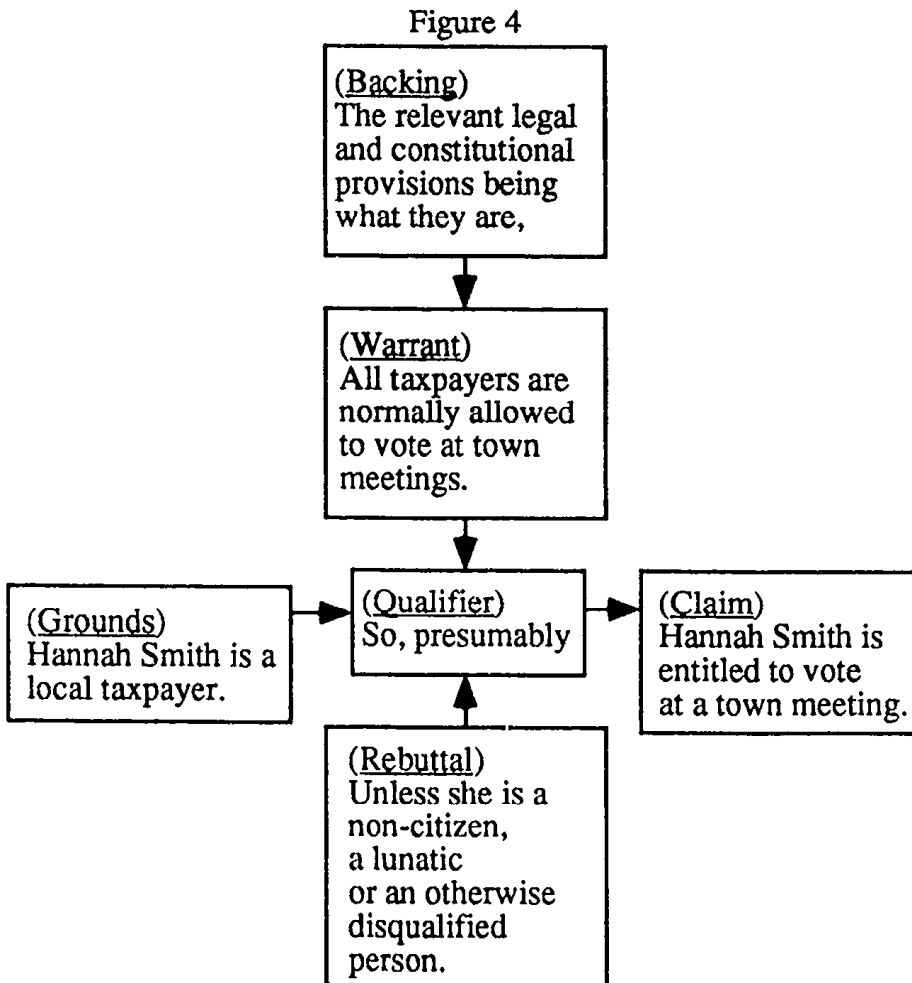 Figure 4
(Backing)
The relevant legal
and constitutional
provisions being
what they are,
(Warrant)
All taxpayers are
normally allowed
to vote at town
meetings.
(Grounds)
Hannah Smith is a
local taxpayer.
(Qualifier)
So, presumably
(Claim)
Hannah Smith is
entitled to vote
at a town meeting.
(Rebuttal)
Unless she is a
non-citizen,
a lunatic
or an otherwise
disqualified
person.